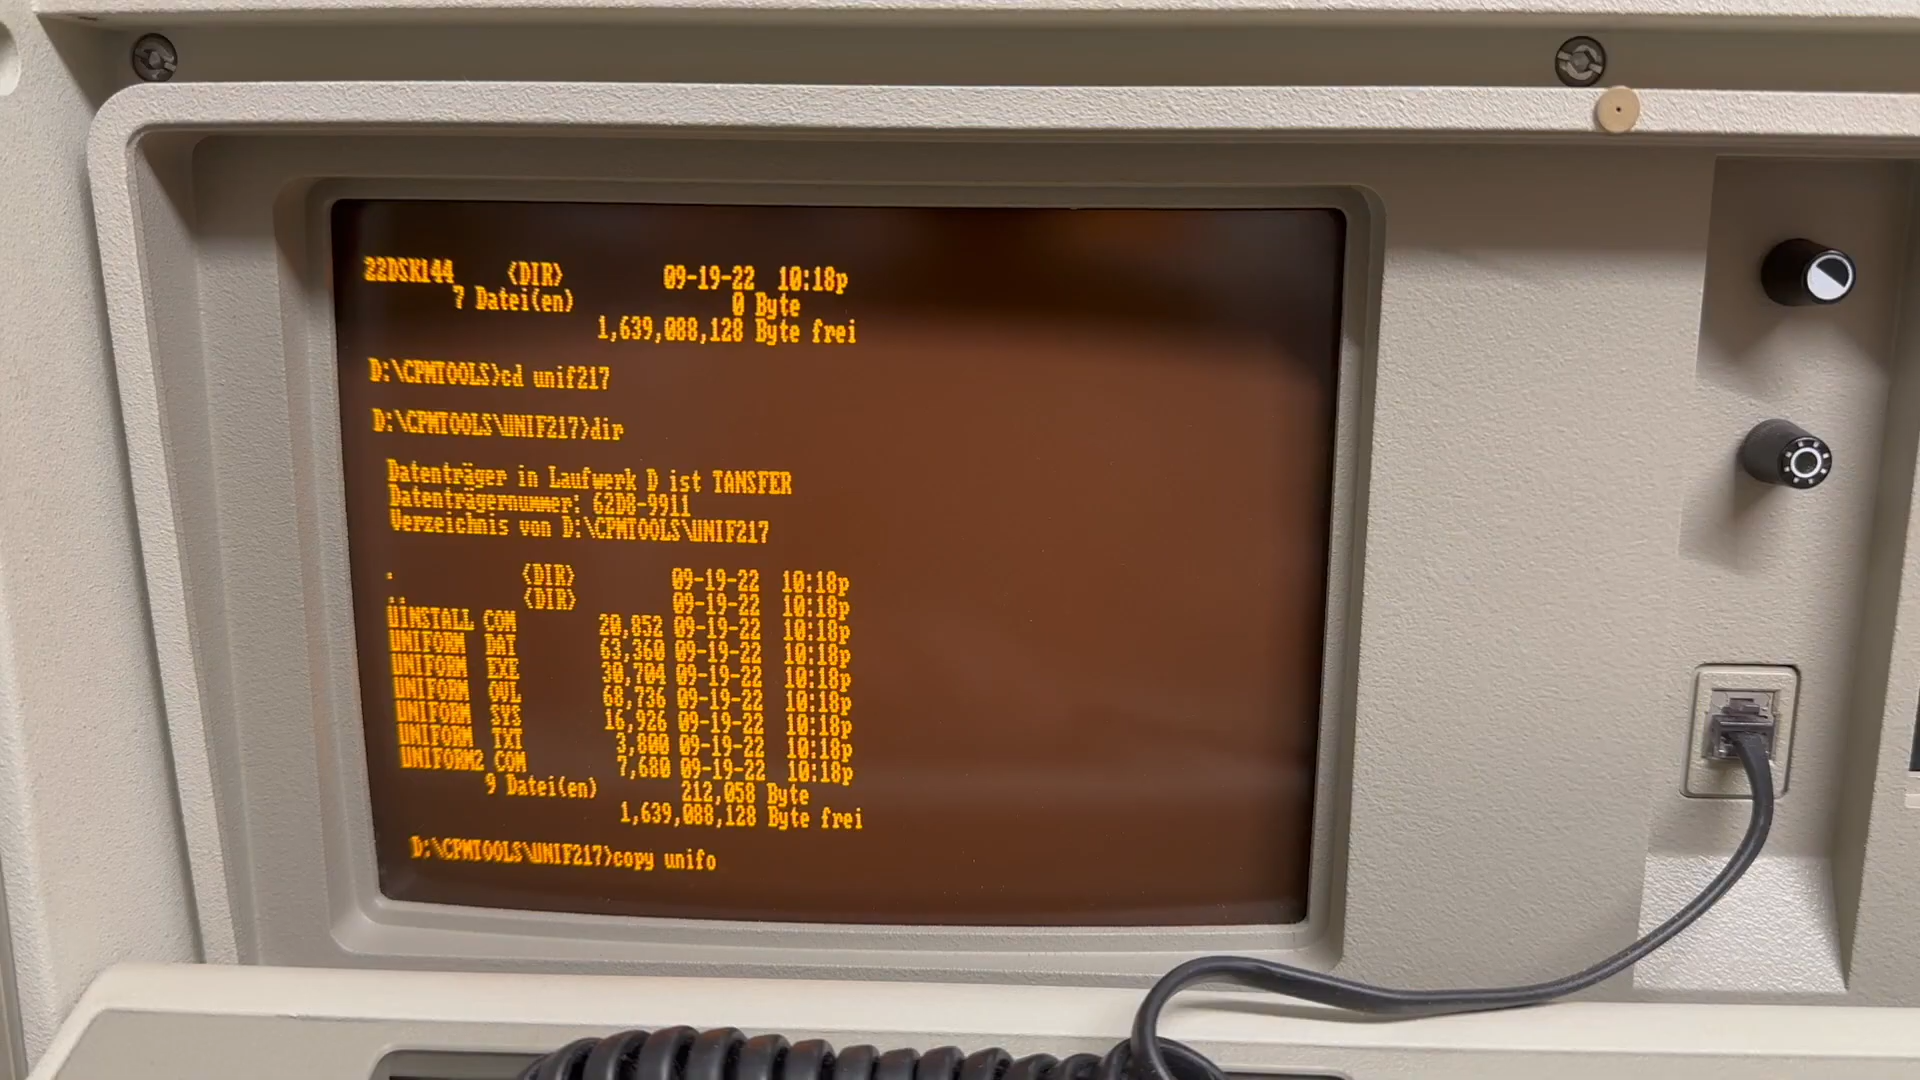 22DSK144 <DIR> 09-19-22 10:18p
7 Datei(en) 0 Byte
1,639,088,128 Byte frei
D:\CPMTOOLS>cd unif217
D:\CPMTOOLS\UNIF217>dir
Datenträger in Laufwerk D ist TANSFER
Datenträgernummer: 62D8-9911
Verzeichnis von D:\CPMTOOLS\UNIF217
. <DIR> 09-19-22 10:18p
.. <DIR> 09-19-22 10:18p
UINSTALL COM 20,852 09-19-22 10:18p
UNIFORM DAT 63,360 09-19-22 10:18p
UNIFORM EXE 30,704 09-19-22 10:18p
UNIFORM OVL 68,736 09-19-22 10:18p
UNIFORM SYS 16,926 09-19-22 10:18p
UNIFORM TXT 3,800 09-19-22 10:18p
UNIFORM2 COM 7,680 09-19-22 10:18p
9 Datei(en) 212,058 Byte
1,639,088,128 Byte frei
D:\CPMTOOLS\UNIF217>copy unifo